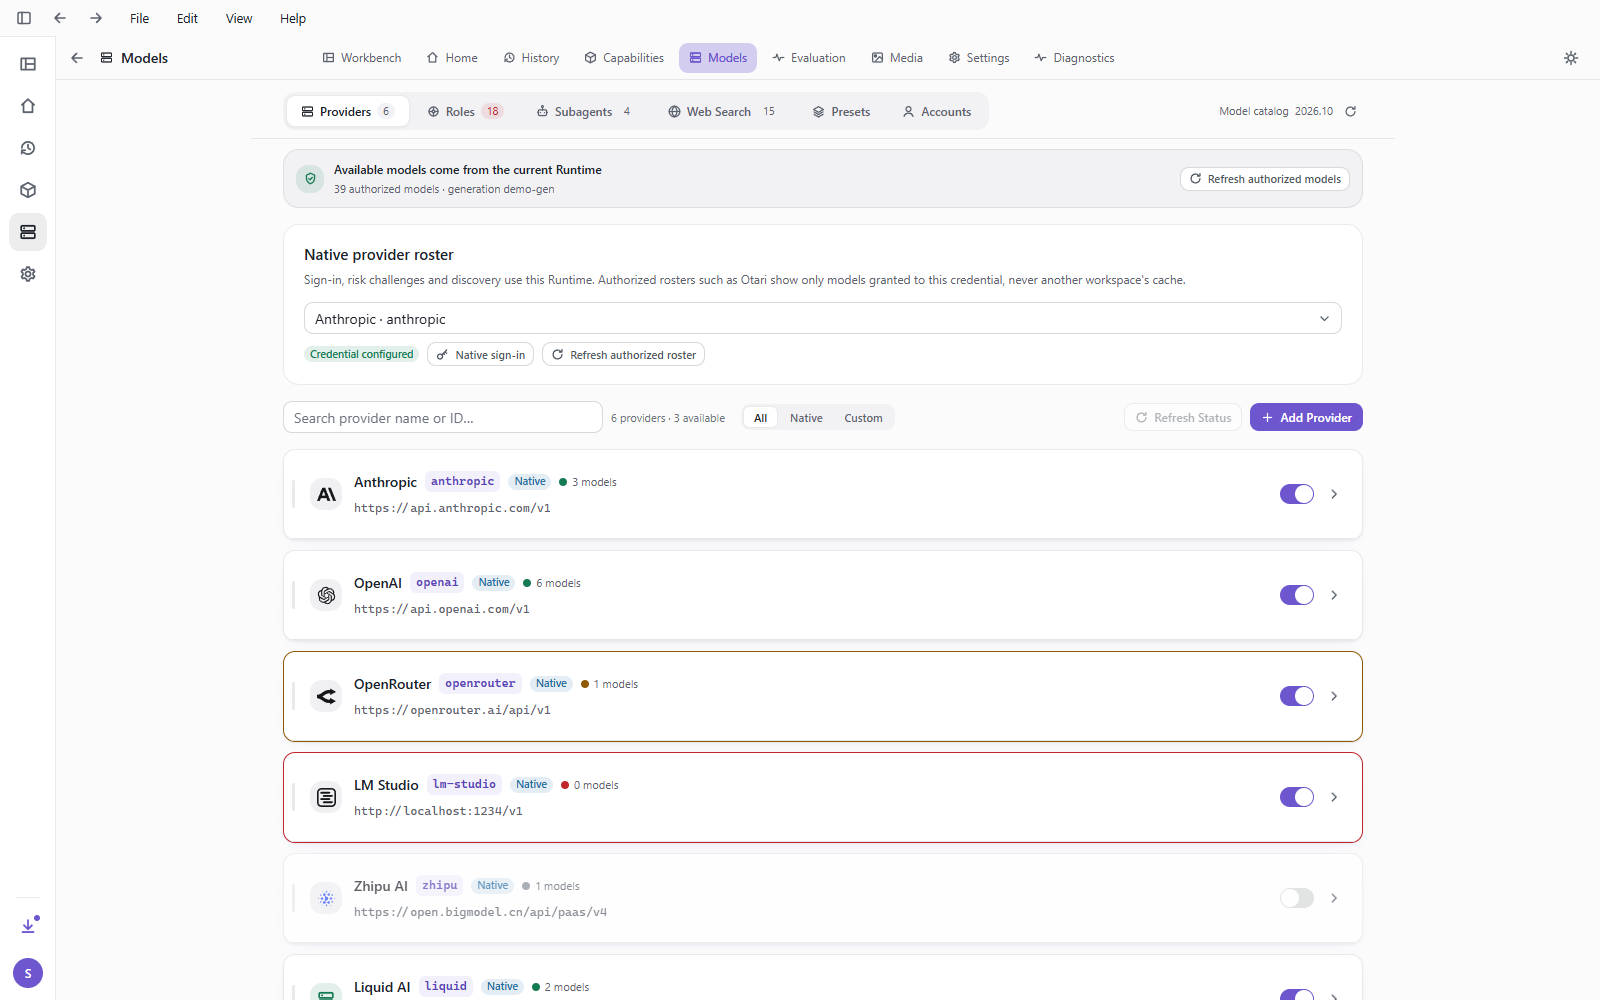 File Edit View Help
Models
Workbench Home History Capabilities Models Evaluation Media Settings Diagnostics
Providers 6 Roles 18 Subagents 4 Web Search 15 Presets Accounts
Model catalog 2026.10
Available models come from the current Runtime
39 authorized models · generation demo-gen
Refresh authorized models
Native provider roster
Sign-in, risk challenges and discovery use this Runtime. Authorized rosters such as Otari show only models granted to this credential, never another workspace's cache.
Anthropic · anthropic
Credential configured Native sign-in Refresh authorized roster
Search provider name or ID... 6 providers · 3 available All Native Custom Refresh Status Add Provider
Anthropic anthropic Native 3 models
https://api.anthropic.com/v1
OpenAI openai Native 6 models
https://api.openai.com/v1
OpenRouter openrouter Native 1 models
https://openrouter.ai/api/v1
LM Studio lm-studio Native 0 models
http://localhost:1234/v1
Zhipu AI zhipu Native 1 models
https://open.bigmodel.cn/api/paas/v4
Liquid AI liquid Native 2 models
S